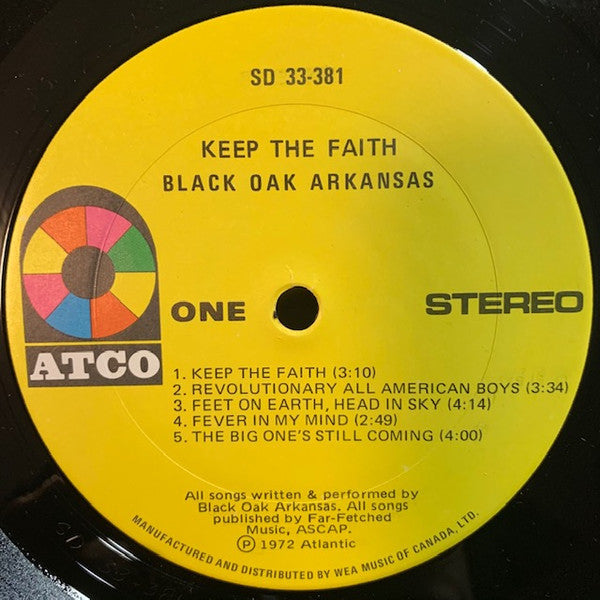 SD 33-381
KEEP THE FAITH
BLACK OAK ARKANSAS
ATCO
ONE
STEREO
1. KEEP THE FAITH (3:10)
2. REVOLUTIONARY ALL AMERICAN BOYS (3:34)
3. FEET ON EARTH, HEAD IN SKY (4:14)
4. FEVER IN MY MIND (2:49)
5. THE BIG ONE'S STILL COMING (4:00)
All songs written & performed by
Black Oak Arkansas. All songs
published by Far-Fetched
Music, ASCAP.
Ⓟ 1972 Atlantic
MANUFACTURED AND DISTRIBUTED BY WEA MUSIC OF CANADA, LTD.